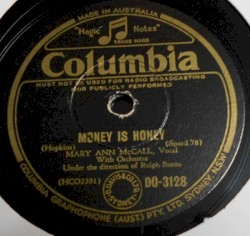 MADE IN AUSTRALIA
"Magic Notes"
TRADE MARK
Columbia
MUST NOT BE USED FOR RADIO BROADCASTING
NOR PUBLICLY PERFORMED
MONEY IS HONEY
(Hopkins) (Speed 78)
MARY ANN McCALL, Vocal
With Orchestra
Under the direction of Ralph Burns
(HCO2391) DO-3128
SYDNEY
COLUMBIA GRAPHOPHONE (AUST.) PTY. LTD. SYDNEY, N.S.W.